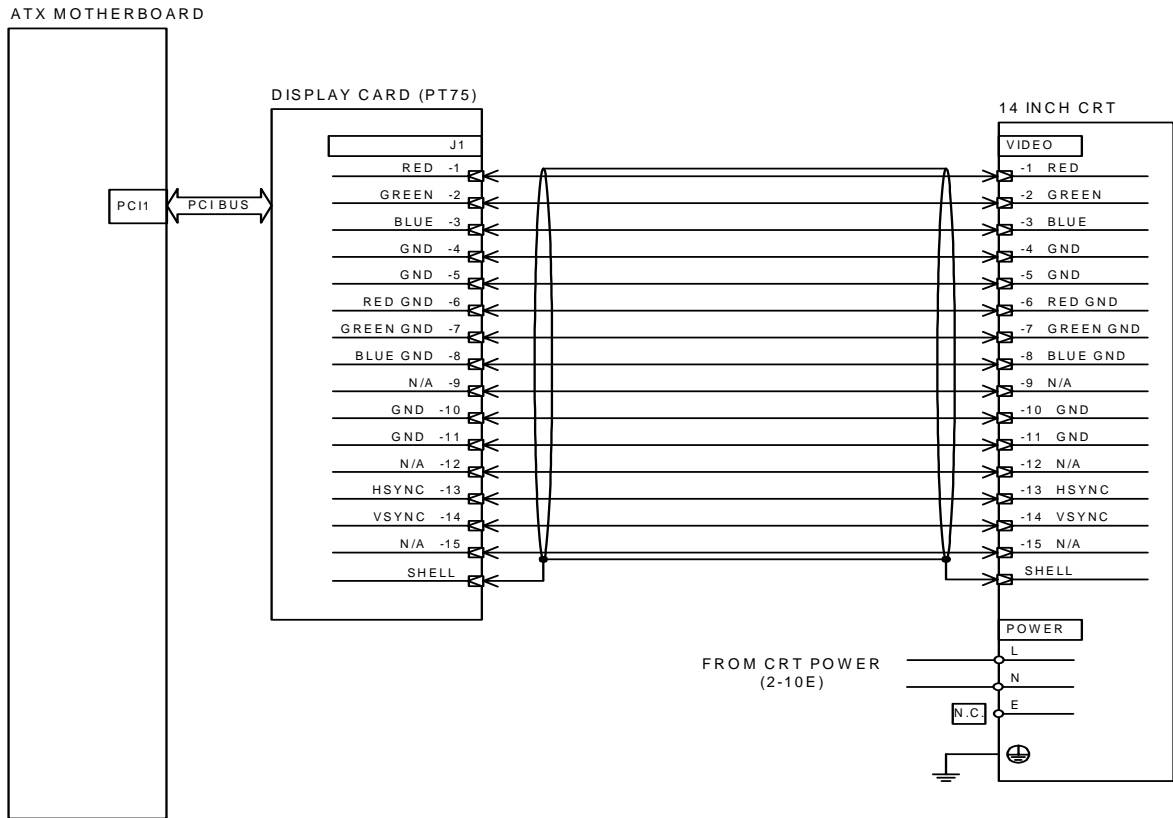 ATX MOTHERBOARD
PCI1
PCI BUS
DISPLAY CARD (PT75)
J1
RED -1
GREEN -2
BLUE -3
GND -4
GND -5
RED GND -6
GREEN GND -7
BLUE GND -8
N/A -9
GND -10
GND -11
N/A -12
HSYNC -13
VSYNC -14
N/A -15
SHELL
14 INCH CRT
VIDEO
-1 RED
-2 GREEN
-3 BLUE
-4 GND
-5 GND
-6 RED GND
-7 GREEN GND
-8 BLUE GND
-9 N/A
-10 GND
-11 GND
-12 N/A
-13 HSYNC
-14 VSYNC
-15 N/A
SHELL
POWER
FROM CRT POWER
(2-10E)
L
N
N.C.
E